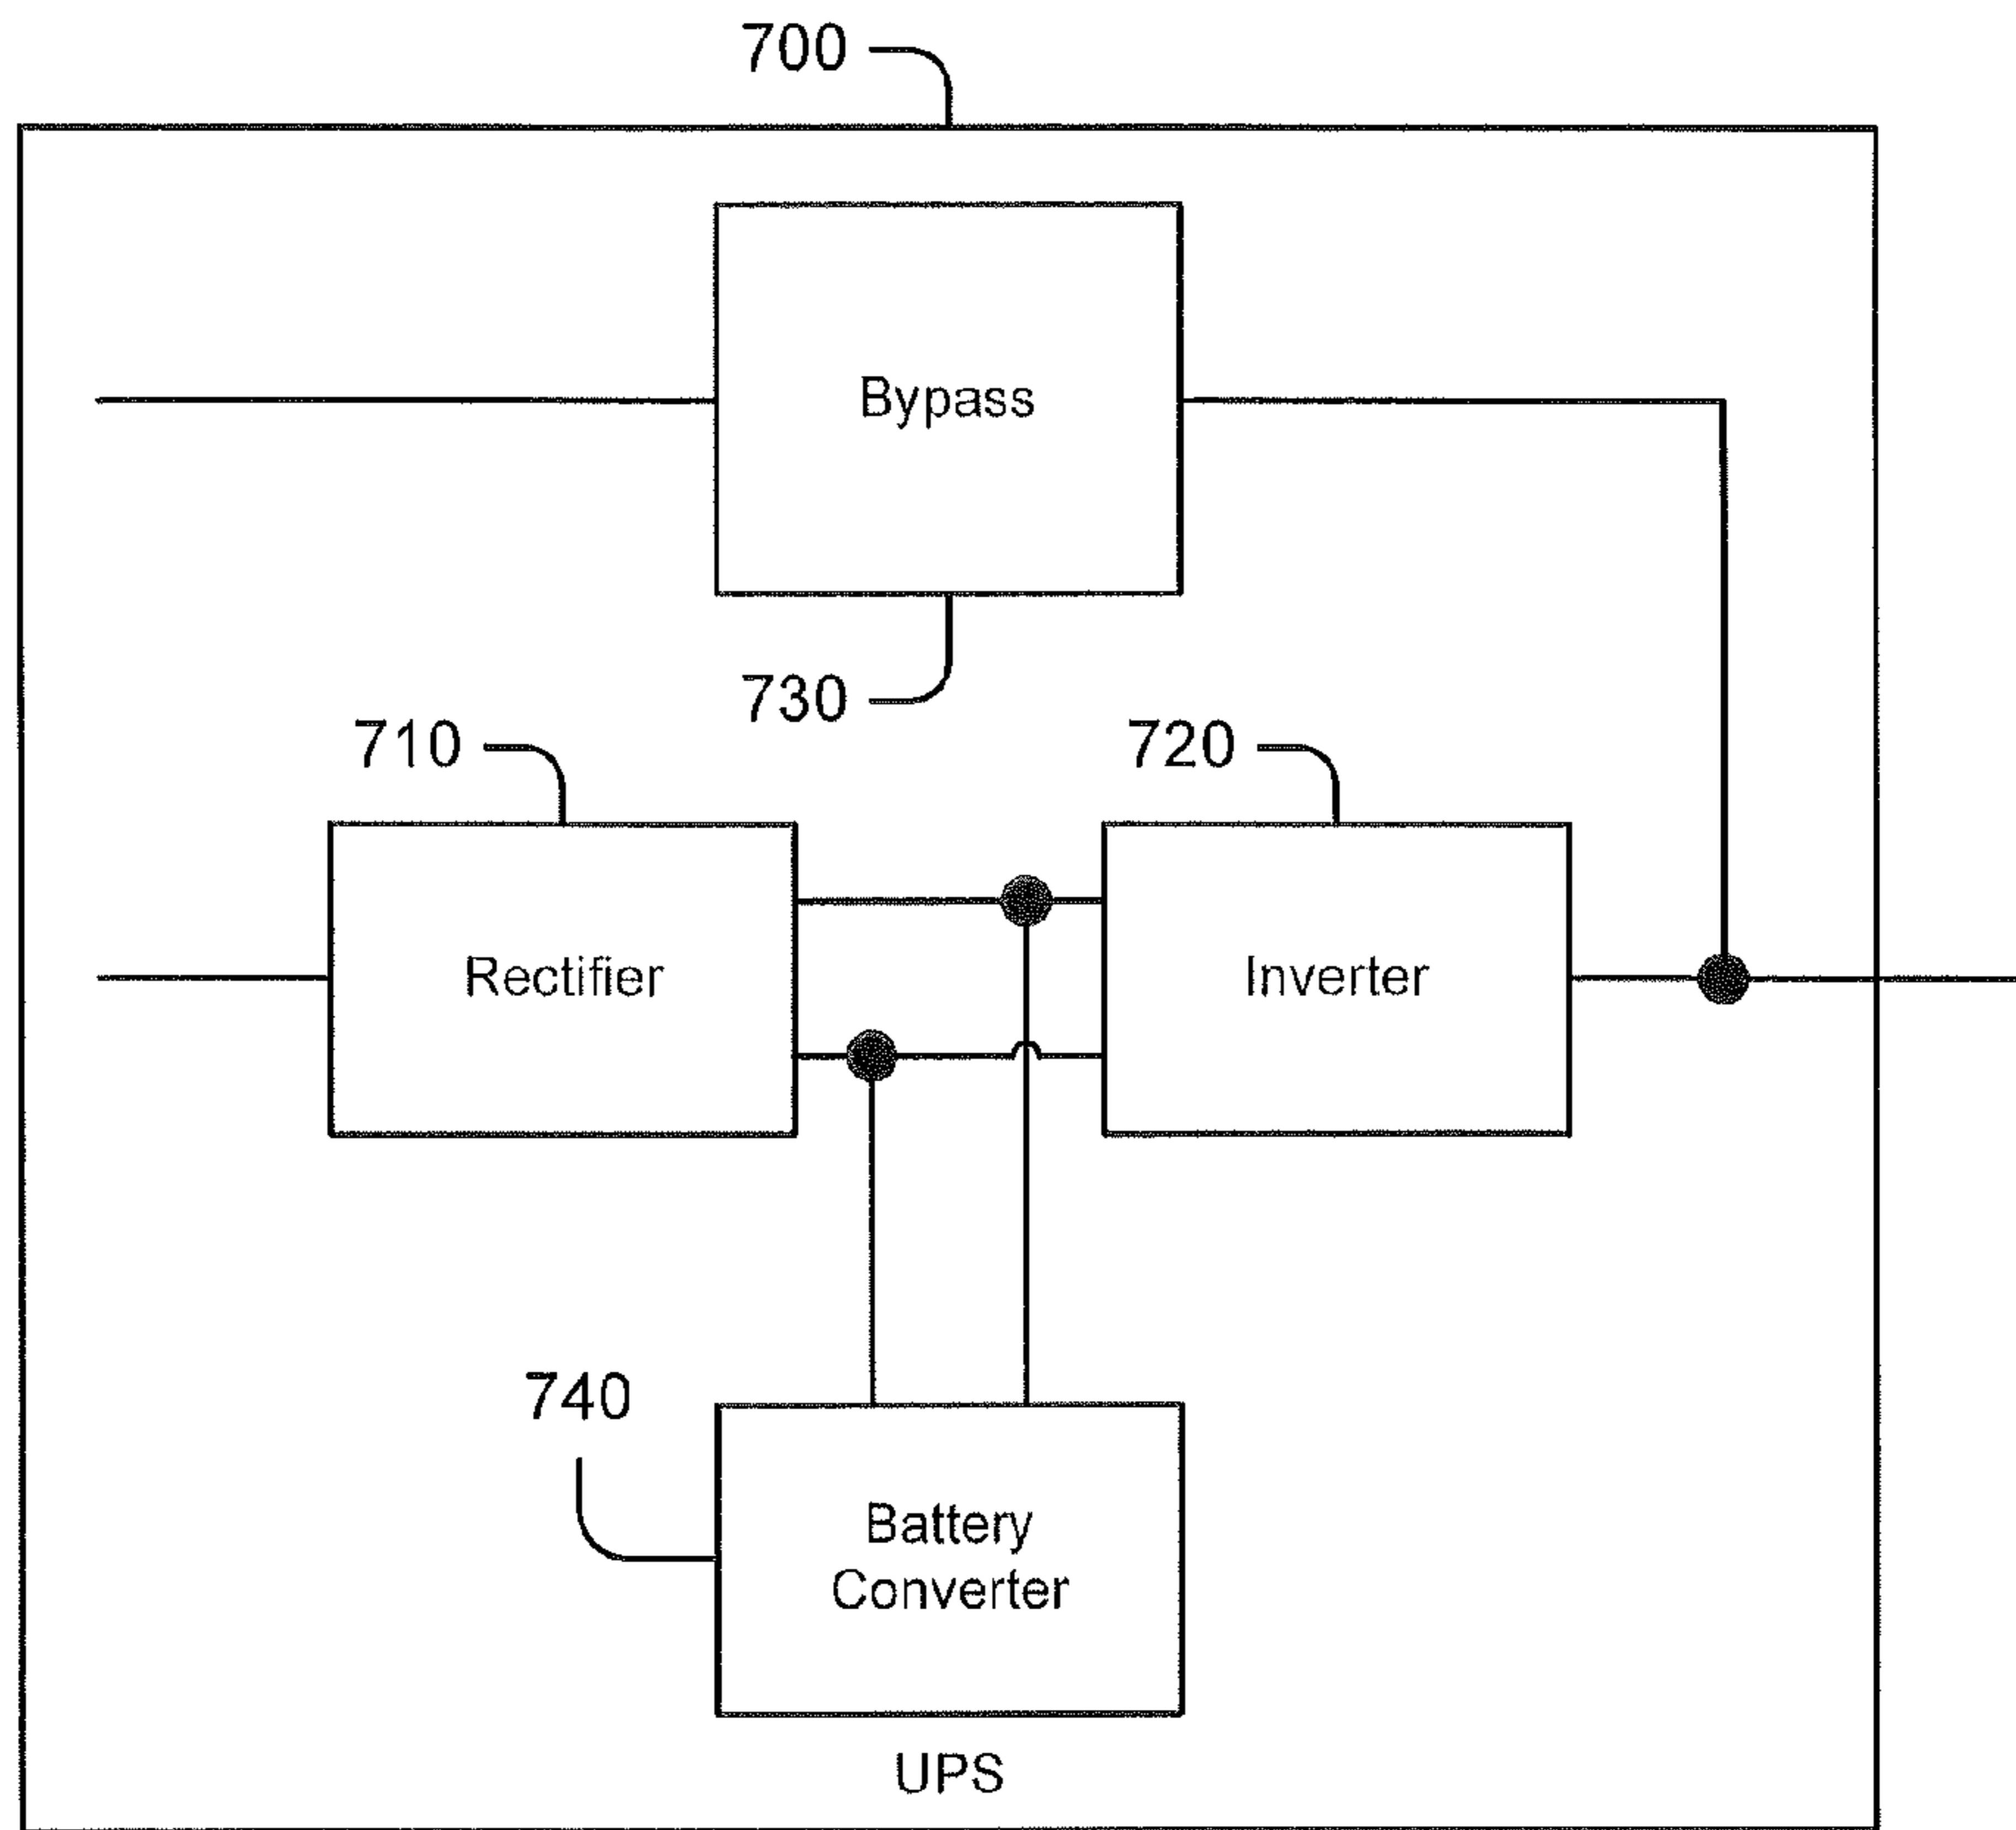 700
Bypass
730
710
720
Rectifier
Inverter
740
Battery
Converter
UPS